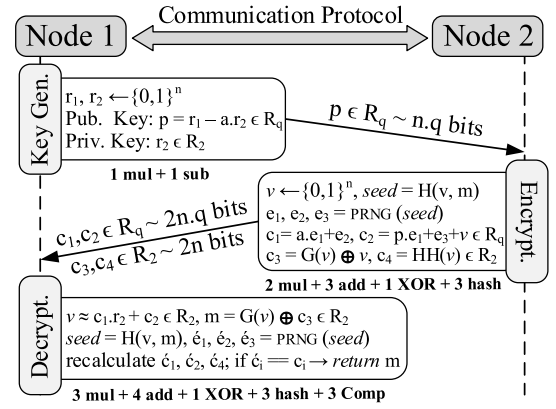 Communication Protocol
Node 1
Node 2
Key Gen.
r₁, r₂ ←{0,1}ⁿ
Pub. Key: p = r₁ – a.r₂ ϵ R_q
Priv. Key: r₂ ϵ R₂
1 mul + 1 sub
p ϵ R_q ~ n.q bits
Encrypt.
v ←{0,1}ⁿ, seed = H(v, m)
e₁, e₂, e₃ = PRNG (seed)
c₁= a.e₁+e₂, c₂ = p.e₁+e₃+v ϵ R_q
c₃ = G(v) ⊕ v, c₄ = HH(v) ϵ R₂
2 mul + 3 add + 1 XOR + 3 hash
c₁,c₂ ϵ R_q ~ 2n.q bits
c₃,c₄ ϵ R₂ ~ 2n bits
Decrypt.
v ≈ c₁.r₂ + c₂ ϵ R₂, m = G(v) ⊕ c₃ ϵ R₂
seed = H(v, m), é₁, é₂, é₃ = PRNG (seed)
recalculate ć₁, ć₂, ć₄; if ćᵢ == cᵢ → return m
3 mul + 4 add + 1 XOR + 3 hash + 3 Comp